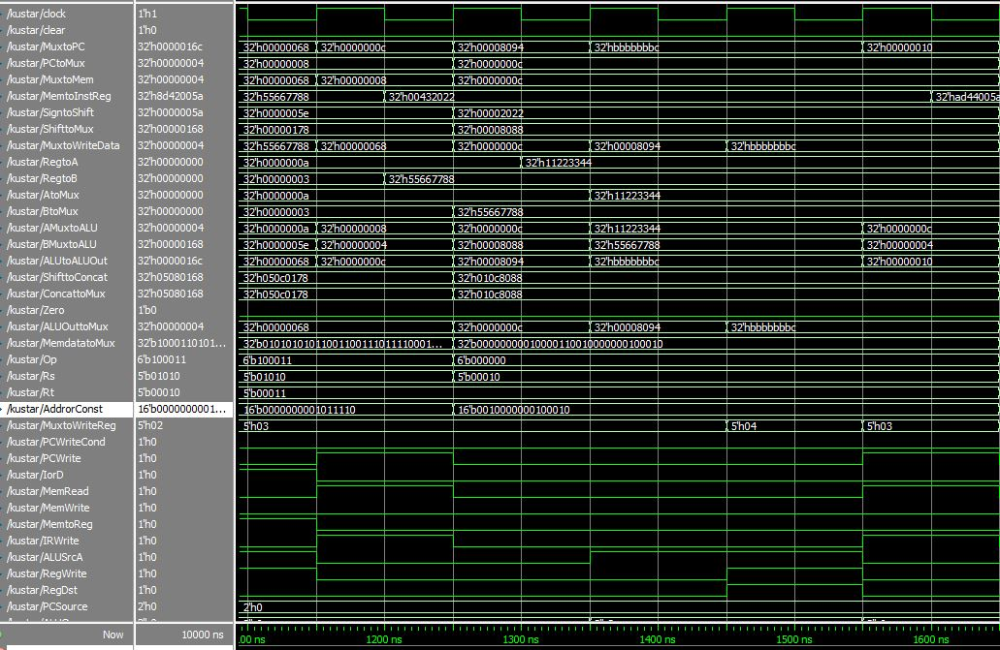 /kustar/clock 1'h1
/kustar/clear 1'h0
/kustar/MuxtoPC 32'h0000016c 32'h00000068 32'h0000000c 32'h00008094 32'hbbbbbbbc 32'h00000010
/kustar/PCtoMux 32'h00000004 32'h00000008 32'h0000000c
/kustar/MuxtoMem 32'h00000004 32'h00000068 32'h00000008 32'h0000000c
/kustar/MemtoInstReg 32'h8d42005a 32'h55667788 32'h00432022 32'had44005a
/kustar/SigntoShift 32'h0000005a 32'h0000005e 32'h00002022
/kustar/ShifttoMux 32'h00000168 32'h00000178 32'h00008088
/kustar/MuxtoWriteData 32'h00000004 32'h55667788 32'h00000068 32'h0000000c 32'h00008094 32'hbbbbbbbc
/kustar/RegtoA 32'h00000000 32'h0000000a 32'h11223344
/kustar/RegtoB 32'h00000000 32'h00000003 32'h55667788
/kustar/AtoMux 32'h00000000 32'h0000000a 32'h11223344
/kustar/BtoMux 32'h00000000 32'h00000003 32'h55667788
/kustar/AMuxtoALU 32'h00000004 32'h0000000a 32'h00000008 32'h0000000c 32'h11223344 32'h0000000c
/kustar/BMuxtoALU 32'h00000168 32'h0000005e 32'h00000004 32'h00008088 32'h55667788 32'h00000004
/kustar/ALUtoALUOut 32'h0000016c 32'h00000068 32'h0000000c 32'h00008094 32'hbbbbbbbc 32'h00000010
/kustar/ShifttoConcat 32'h05080168 32'h050c0178 32'h010c8088
/kustar/ConcattoMux 32'h05080168 32'h050c0178 32'h010c8088
/kustar/Zero 1'b0
/kustar/ALUOuttoMux 32'h00000004 32'h00000068 32'h0000000c 32'h00008094 32'hbbbbbbbc
/kustar/MemdatatoMux 32'b1000110101... 32'b01010101011001100111011110001... 32'b00000000010000110010000000100010
/kustar/Op 6'b100011 6'b100011 6'b000000
/kustar/Rs 5'b01010 5'b01010 5'b00010
/kustar/Rt 5'b00010 5'b00011
/kustar/AddrorConst 16'b0000000001... 16'b0000000001011110 16'b0010000000100010
/kustar/MuxtoWriteReg 5'h02 5'h03 5'h04 5'h03
/kustar/PCWriteCond 1'h0
/kustar/PCWrite 1'h0
/kustar/IorD 1'h0
/kustar/MemRead 1'h0
/kustar/MemWrite 1'h0
/kustar/MemtoReg 1'h0
/kustar/IRWrite 1'h0
/kustar/ALUSrcA 1'h0
/kustar/RegWrite 1'h0
/kustar/RegDst 1'h0
/kustar/PCSource 2'h0 2'h0
Now 10000 ns 00 ns 1200 ns 1300 ns 1400 ns 1500 ns 1600 ns